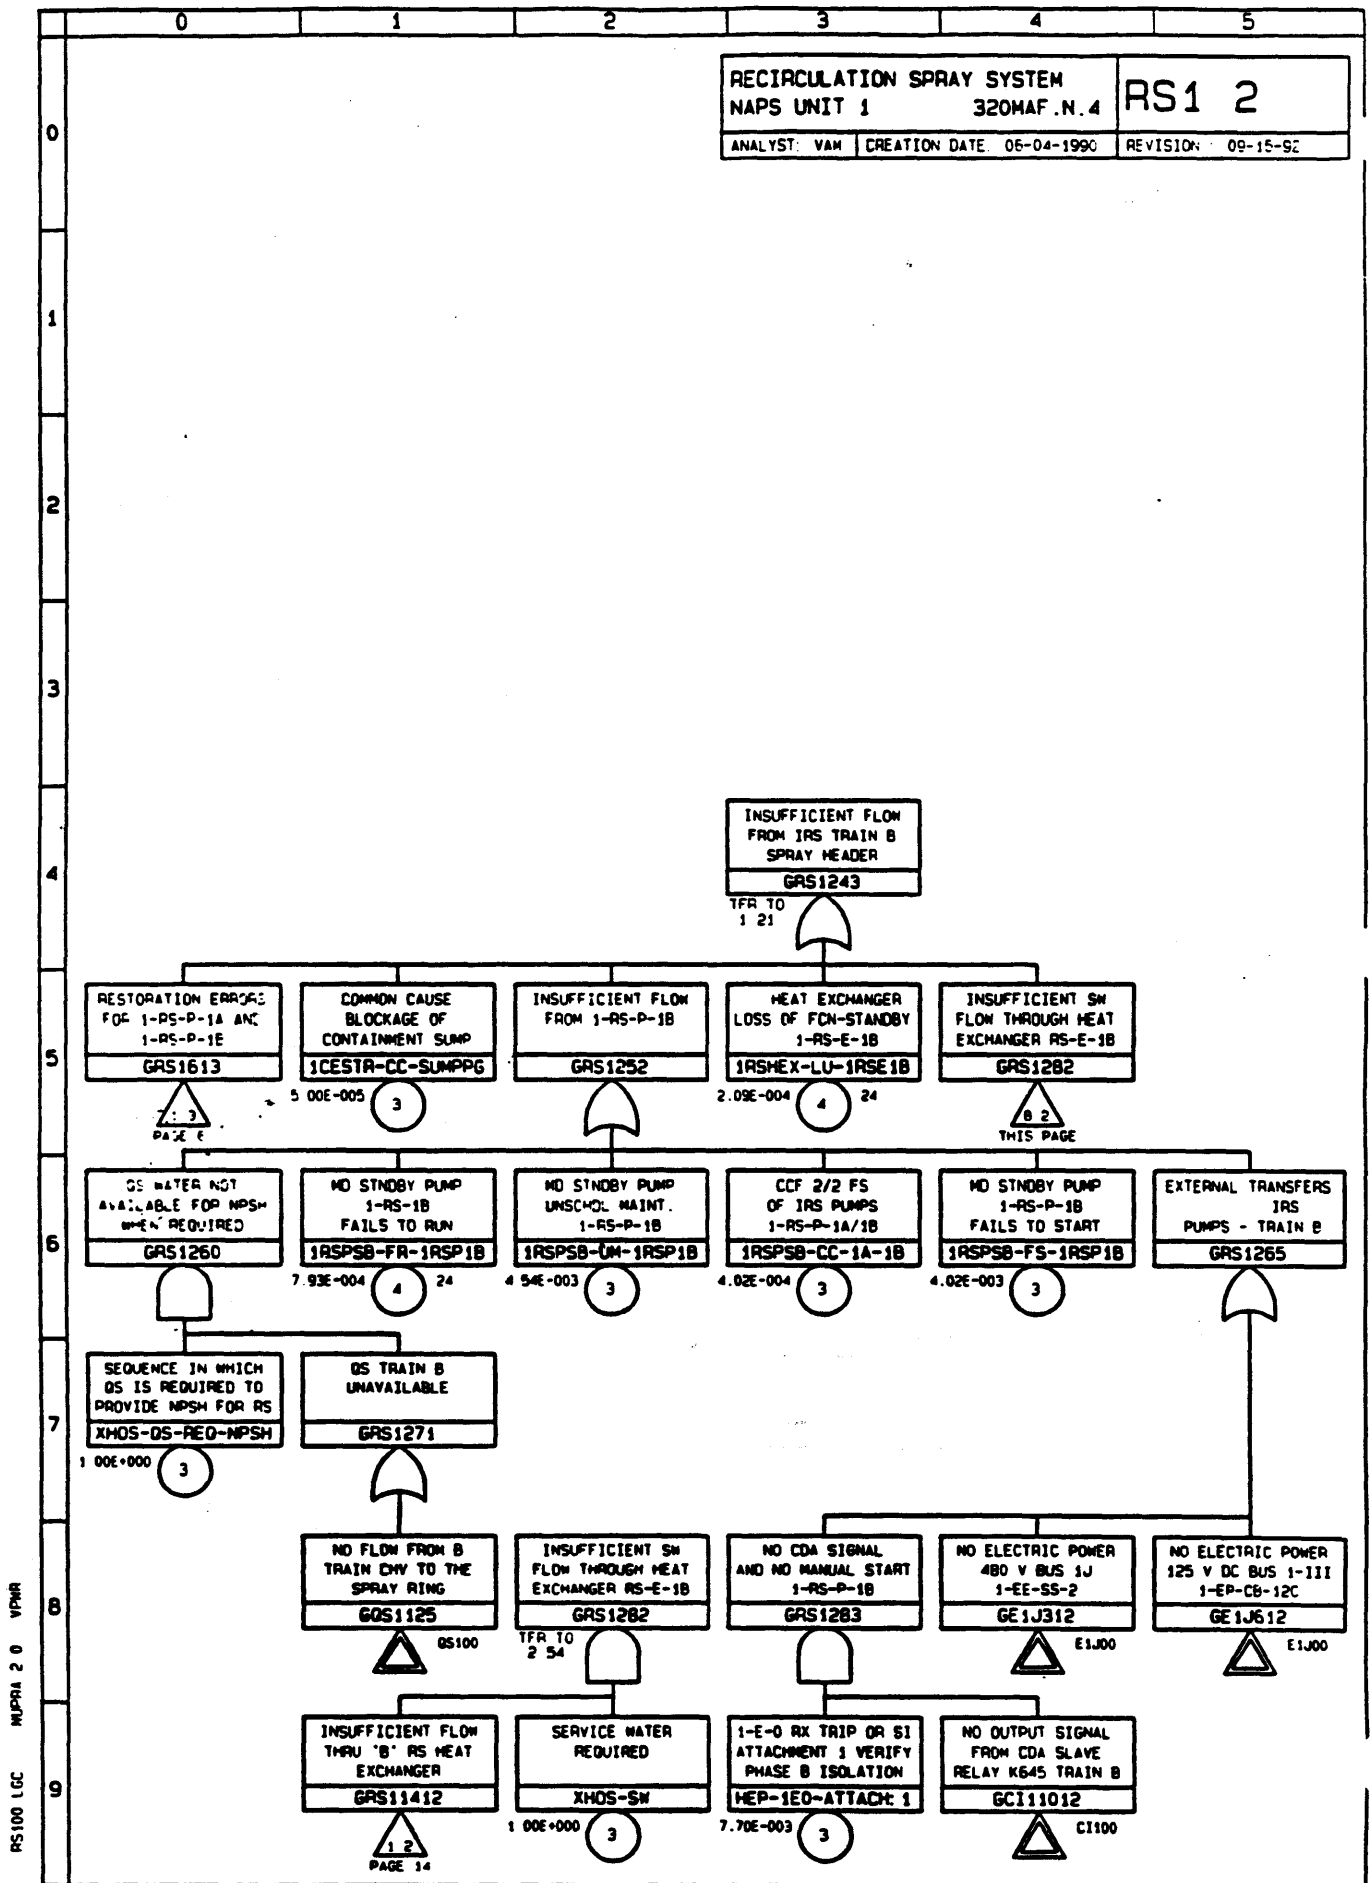 0 1 2 3 4 5
RECIRCULATION SPRAY SYSTEM
NAPS UNIT 1 320MAF.N.4
RS1 2
ANALYST: VAM CREATION DATE: 06-04-1990 REVISION: 09-15-92
0
1
2
3
4
5
6
7
8
9
INSUFFICIENT FLOW
FROM IRS TRAIN B
SPRAY HEADER
GRS1243
TFR TO
1 21
RESTORATION ERRORS
FOR 1-RS-P-1A AND
1-RS-P-1B
GRS1613
PAGE 6
COMMON CAUSE
BLOCKAGE OF
CONTAINMENT SUMP
1CESTR-CC-SUMPPG
5.00E-005
3
INSUFFICIENT FLOW
FROM 1-RS-P-1B
GRS1252
HEAT EXCHANGER
LOSS OF FCN-STANDBY
1-RS-E-1B
1RSHEX-LU-1RSE1B
2.09E-004
4
24
INSUFFICIENT SW
FLOW THROUGH HEAT
EXCHANGER RS-E-1B
GRS1282
8 2
THIS PAGE
QS WATER NOT
AVAILABLE FOR NPSH
WHEN REQUIRED
GRS1260
MD STNDBY PUMP
1-RS-1B
FAILS TO RUN
1RSPSB-FR-1RSP1B
7.93E-004
4
24
MD STNDBY PUMP
UNSCHDL MAINT.
1-RS-P-1B
1RSPSB-UM-1RSP1B
4.54E-003
3
CCF 2/2 FS
OF IRS PUMPS
1-RS-P-1A/1B
1RSPSB-CC-1A-1B
4.02E-004
3
MD STNDBY PUMP
1-RS-P-1B
FAILS TO START
1RSPSB-FS-1RSP1B
4.02E-003
3
EXTERNAL TRANSFERS
IRS
PUMPS - TRAIN B
GRS1265
SEQUENCE IN WHICH
QS IS REQUIRED TO
PROVIDE NPSH FOR RS
XHOS-QS-REQ-NPSH
1.00E+000
3
QS TRAIN B
UNAVAILABLE
GRS1271
NO FLOW FROM B
TRAIN CHV TO THE
SPRAY RING
GQS1125
QS100
INSUFFICIENT SW
FLOW THROUGH HEAT
EXCHANGER RS-E-1B
GRS1282
TFR TO
2 54
NO CDA SIGNAL
AND NO MANUAL START
1-RS-P-1B
GRS1283
NO ELECTRIC POWER
480 V BUS 1J
1-EE-SS-2
GE1J312
E1J00
NO ELECTRIC POWER
125 V DC BUS 1-III
1-EP-CB-12C
GE1J612
E1J00
INSUFFICIENT FLOW
THRU 'B' RS HEAT
EXCHANGER
GRS11412
1 2
PAGE 14
SERVICE WATER
REQUIRED
XHOS-SW
1.00E+000
3
1-E-0 RX TRIP OR SI
ATTACHMENT 1 VERIFY
PHASE B ISOLATION
HEP-1E0-ATTACH: 1
7.70E-003
3
NO OUTPUT SIGNAL
FROM CDA SLAVE
RELAY K645 TRAIN B
GCI11012
CI100
RS100 LGC NUPRA 2 0 VPWR